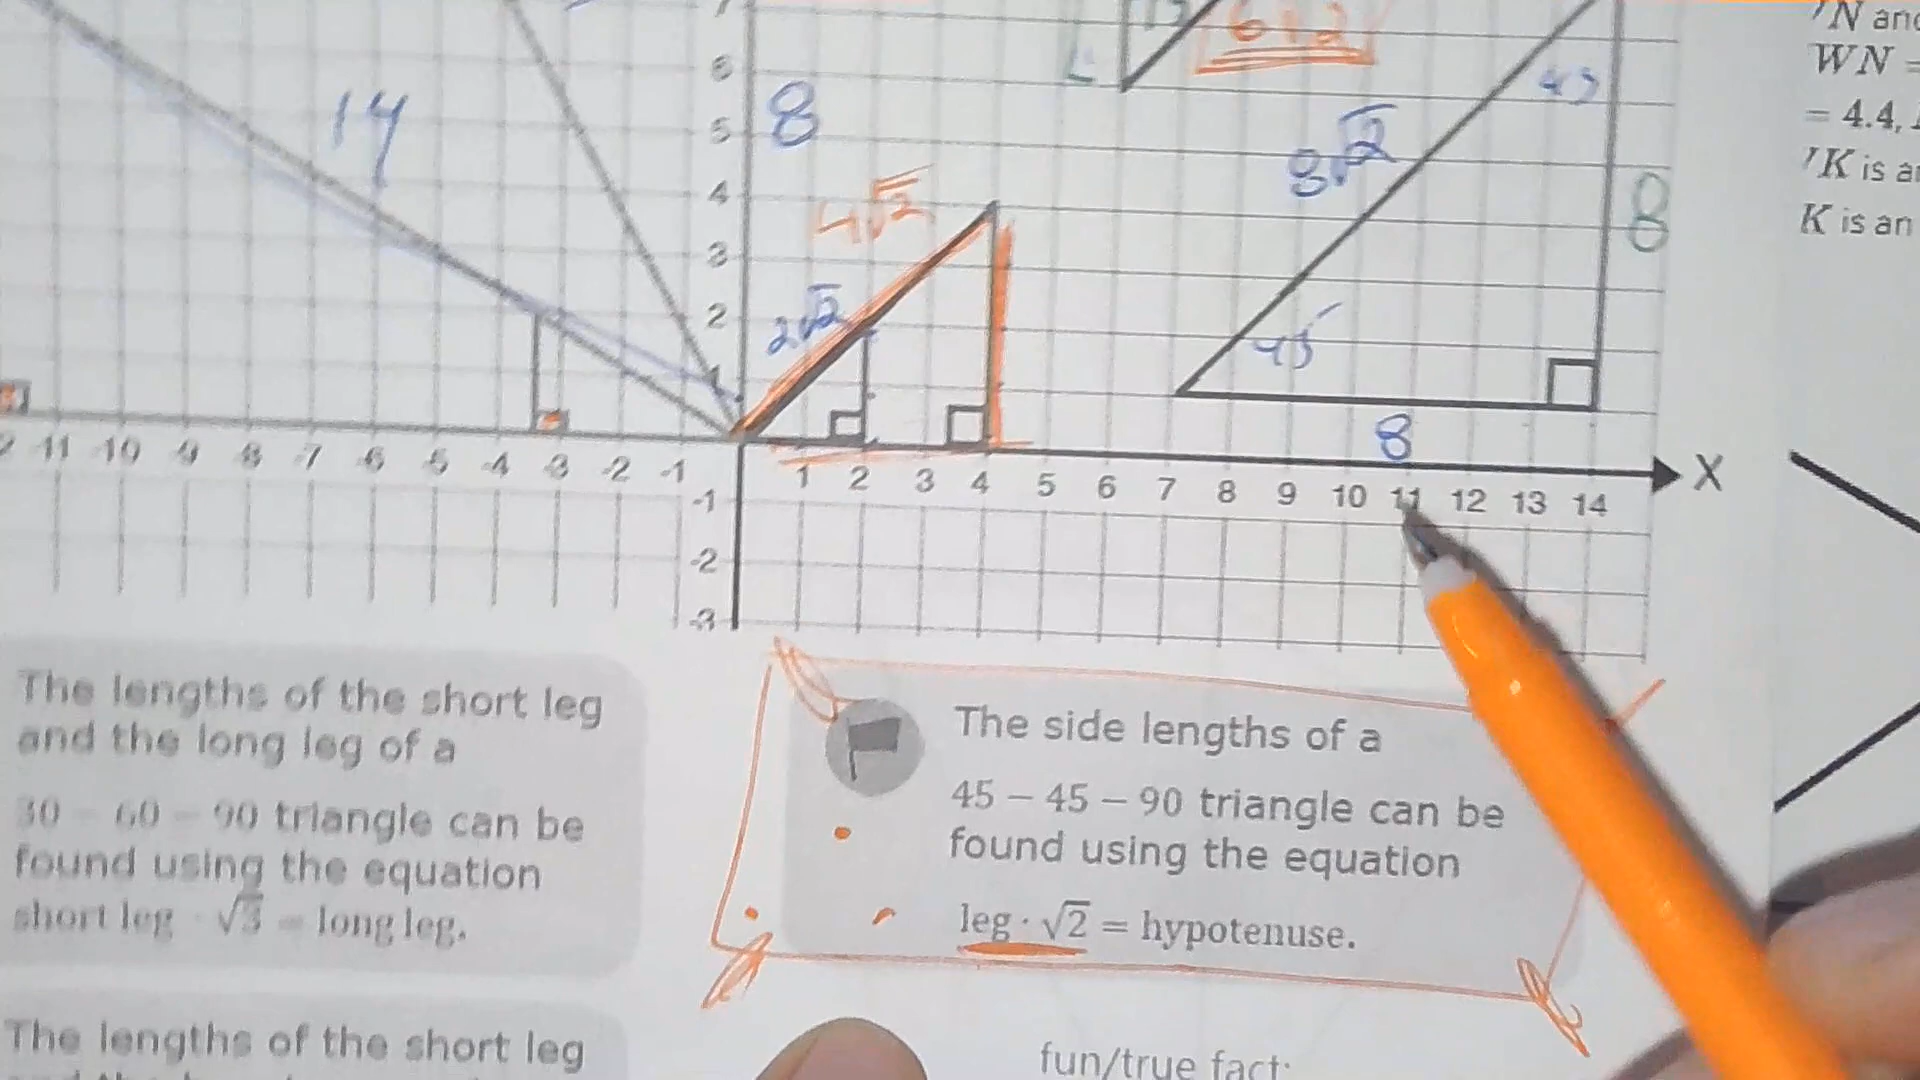 7
612
'N and
WN =
= 4.4,
'K is an
K is an
14
6
8
45
5
8√2
8
4
4√2
3
2√2
2
45
1
8
-11 -10 -9 -8 -7 -6 -5 -4 -3 -2 -1
1 2 3 4 5 6 7 8 9 10 11 12 13 14
X
-1
-2
-3
The lengths of the short leg
and the long leg of a
30 – 60 – 90 triangle can be
found using the equation
short leg · √3 = long leg.
The side lengths of a
45 – 45 – 90 triangle can be
found using the equation
leg · √2 = hypotenuse.
The lengths of the short leg
fun/true fact: